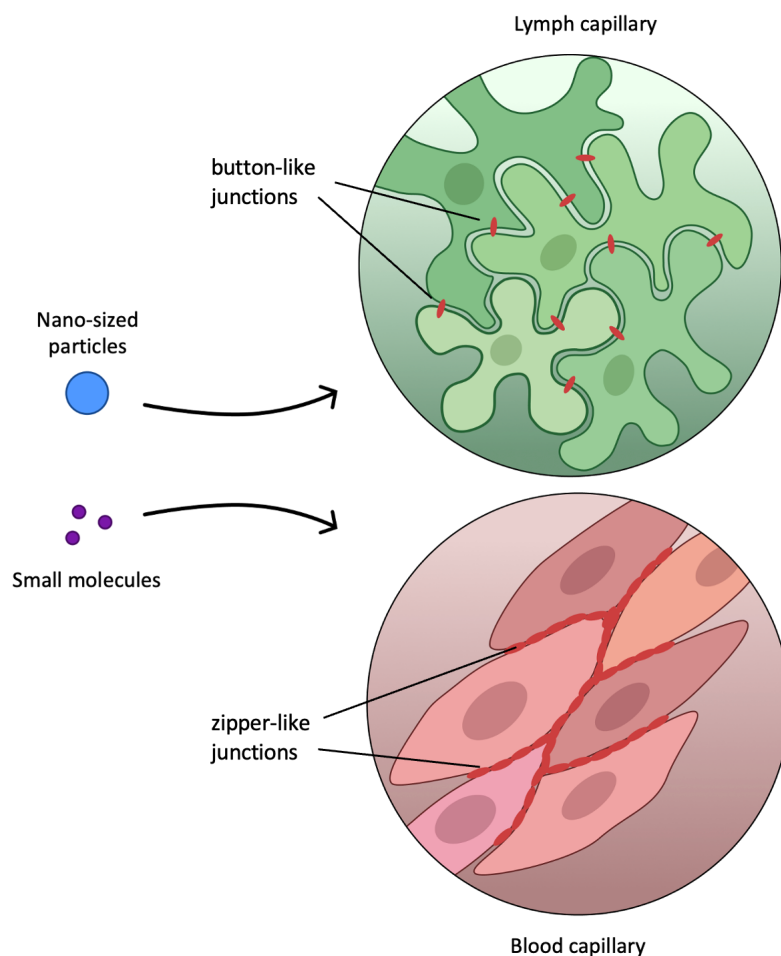 Lymph capillary
button-like
junctions
Nano-sized
particles
Small molecules
zipper-like
junctions
Blood capillary